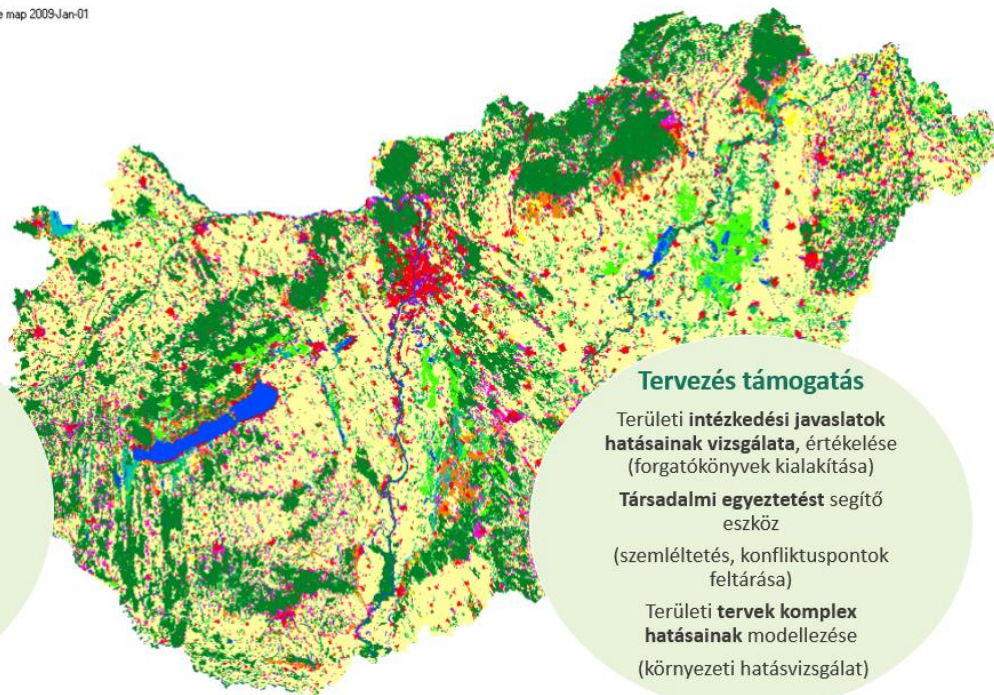 e map 2009-Jan-01
Tervezés támogatás
Területi intézkedési javaslatok
hatásainak vizsgálata, értékelése
(forgatókönyvek kialakítása)
Társadalmi egyeztetést segítő
eszköz
(szemléltetés, konfliktuspontok
feltárása)
Területi tervek komplex
hatásainak modellezése
(környezeti hatásvizsgálat)